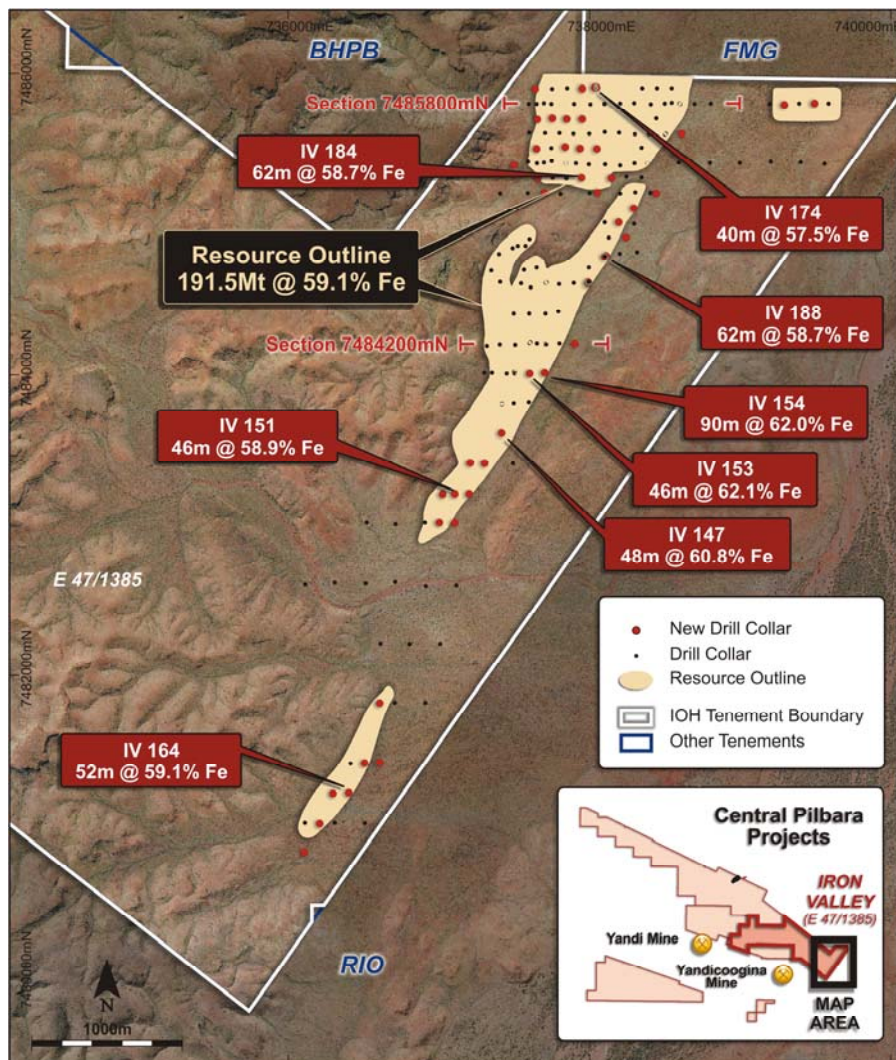 736000mE
738000mE
740000mE
7486000mN
BHPB
FMG
Section 7485800mN
IV 184
62m @ 58.7% Fe
IV 174
40m @ 57.5% Fe
Resource Outline
191.5Mt @ 59.1% Fe
IV 188
62m @ 58.7% Fe
Section 7484200mN
7484000mN
IV 154
90m @ 62.0% Fe
IV 151
46m @ 58.9% Fe
IV 153
46m @ 62.1% Fe
IV 147
48m @ 60.8% Fe
E 47/1385
New Drill Collar
Drill Collar
Resource Outline
IOH Tenement Boundary
Other Tenements
7482000mN
IV 164
52m @ 59.1% Fe
Central Pilbara
Projects
IRON
VALLEY
(E 47/1385)
Yandi Mine
Yandicoogina
Mine
MAP
AREA
RIO
7480000mN
N
1000m